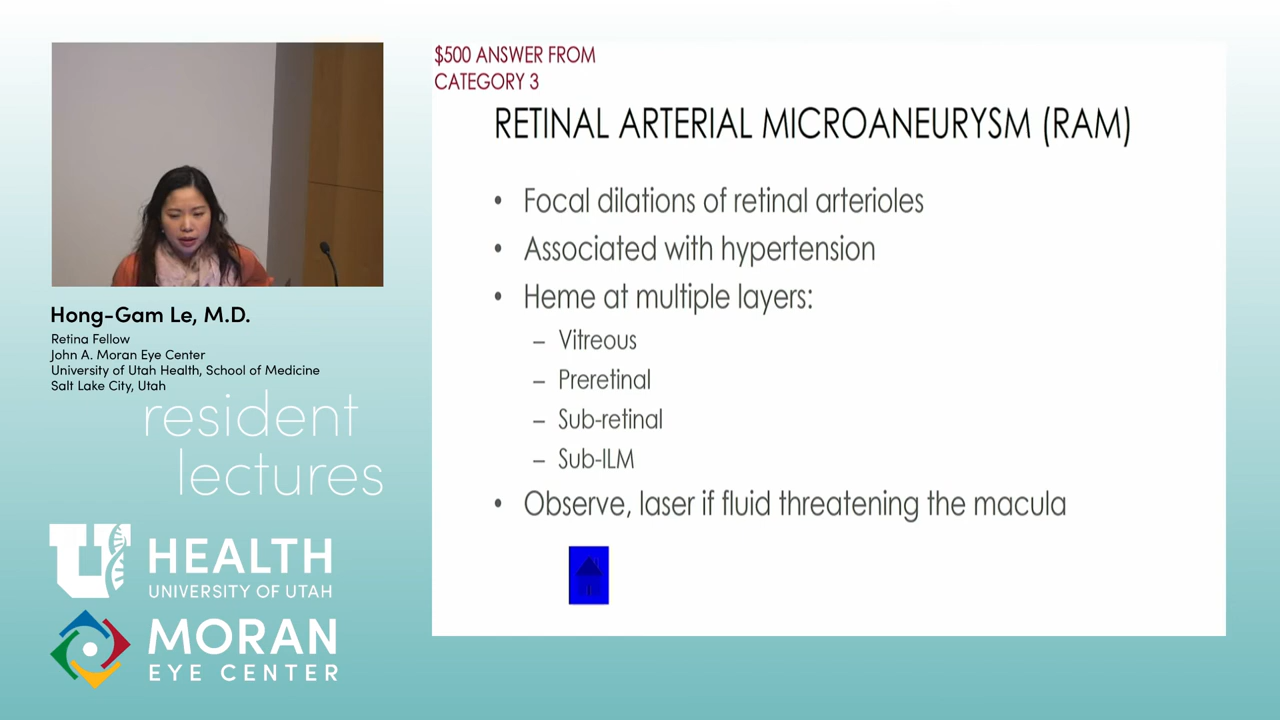 $500 ANSWER FROM
CATEGORY 3
RETINAL ARTERIAL MICROANEURYSM (RAM)
• Focal dilations of retinal arterioles
• Associated with hypertension
• Heme at multiple layers:
– Vitreous
– Preretinal
– Sub-retinal
– Sub-ILM
• Observe, laser if fluid threatening the macula
Hong-Gam Le, M.D.
Retina Fellow
John A. Moran Eye Center
University of Utah Health, School of Medicine
Salt Lake City, Utah
resident
lectures
U HEALTH
UNIVERSITY OF UTAH
MORAN
EYE CENTER